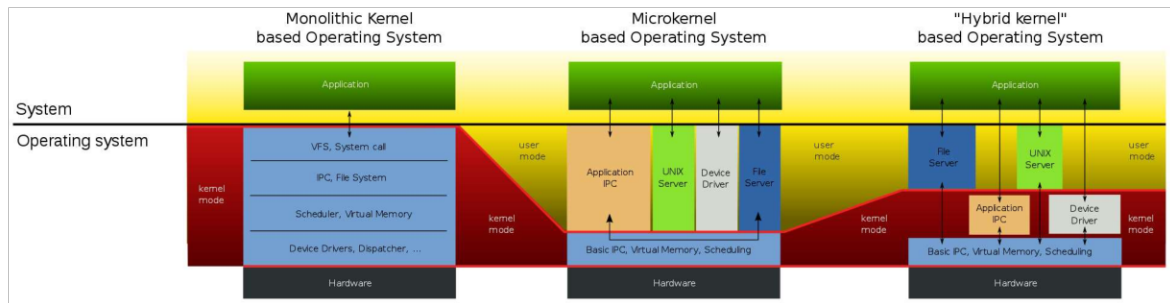 Monolithic Kernel
based Operating System
Microkernel
based Operating System
"Hybrid kernel"
based Operating System
System
Operating system
Application
VFS, System call
IPC, File System
Scheduler, Virtual Memory
Device Drivers, Dispatcher, ...
Hardware
kernel
mode
user
mode
kernel
mode
Application
Application
IPC
UNIX
Server
Device
Driver
File
Server
Basic IPC, Virtual Memory, Scheduling
Hardware
user
mode
kernel
mode
Application
File
Server
UNIX
Server
Application
IPC
Device
Driver
Basic IPC, Virtual Memory, Scheduling
Hardware
user
mode
kernel
mode